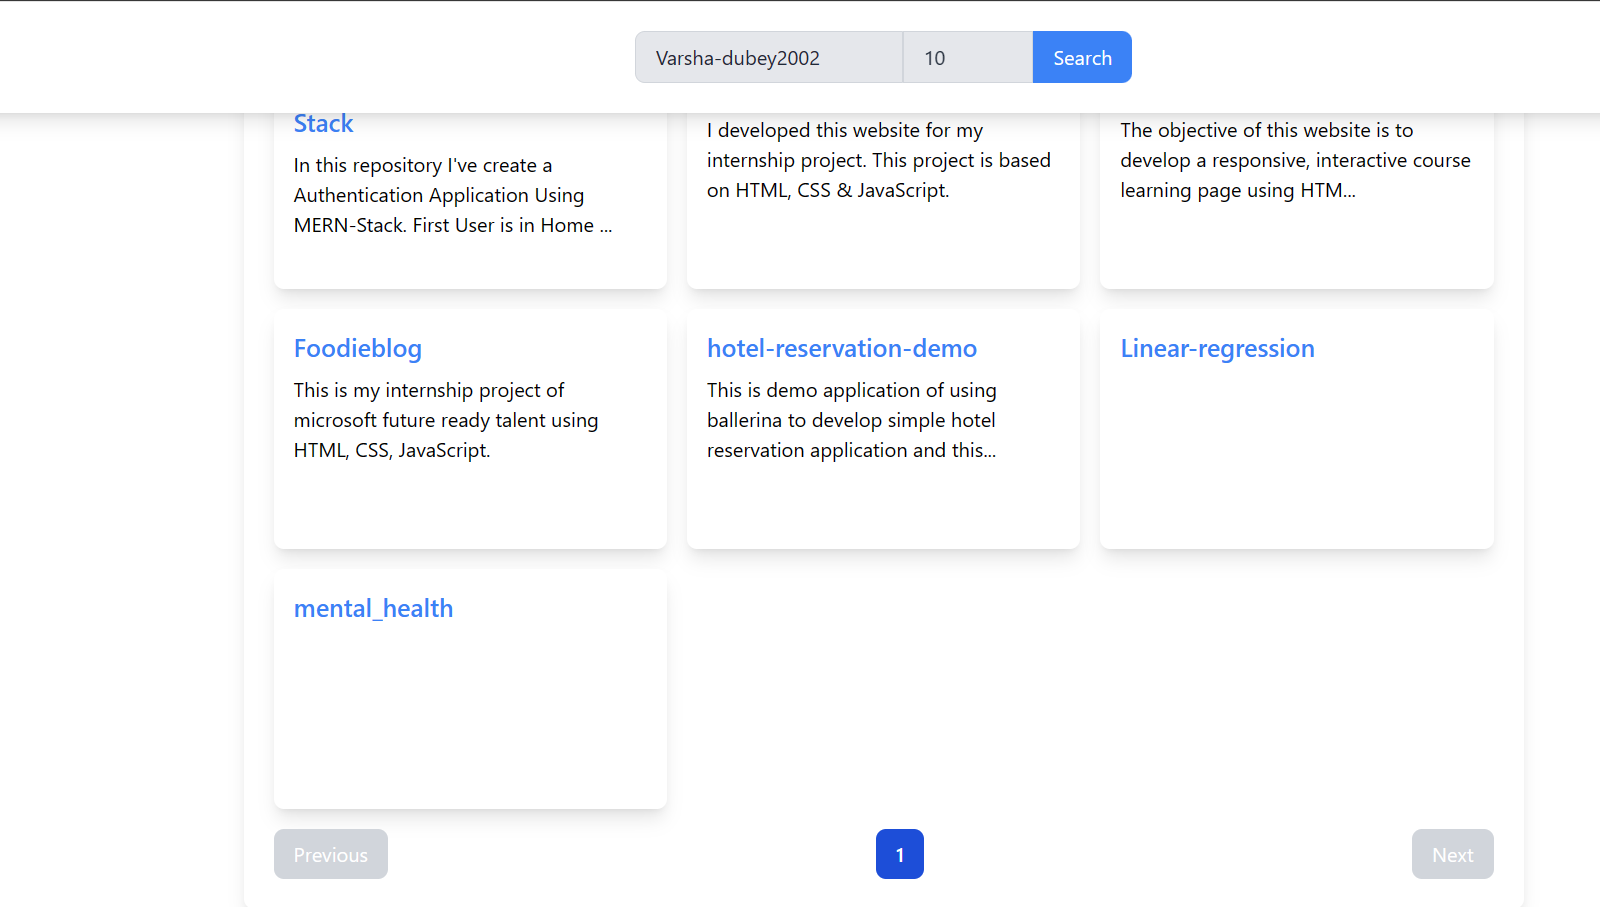 Varsha-dubey2002
10
Search
Stack
In this repository I've create a
Authentication Application Using
MERN-Stack. First User is in Home ...
I developed this website for my
internship project. This project is based
on HTML, CSS & JavaScript.
The objective of this website is to
develop a responsive, interactive course
learning page using HTM...
Foodieblog
This is my internship project of
microsoft future ready talent using
HTML, CSS, JavaScript.
hotel-reservation-demo
This is demo application of using
ballerina to develop simple hotel
reservation application and this...
Linear-regression
mental_health
Previous
1
Next